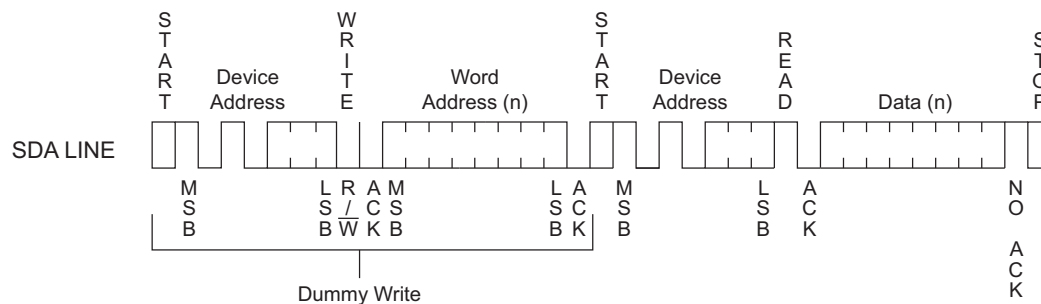 START
WRITE
START
READ
STOP
Device
Address
Word
Address (n)
Device
Address
Data (n)
SDA LINE
MSB
LSB
R/W
ACK
MSB
LSB
ACK
MSB
LSB
ACK
NO ACK
Dummy Write